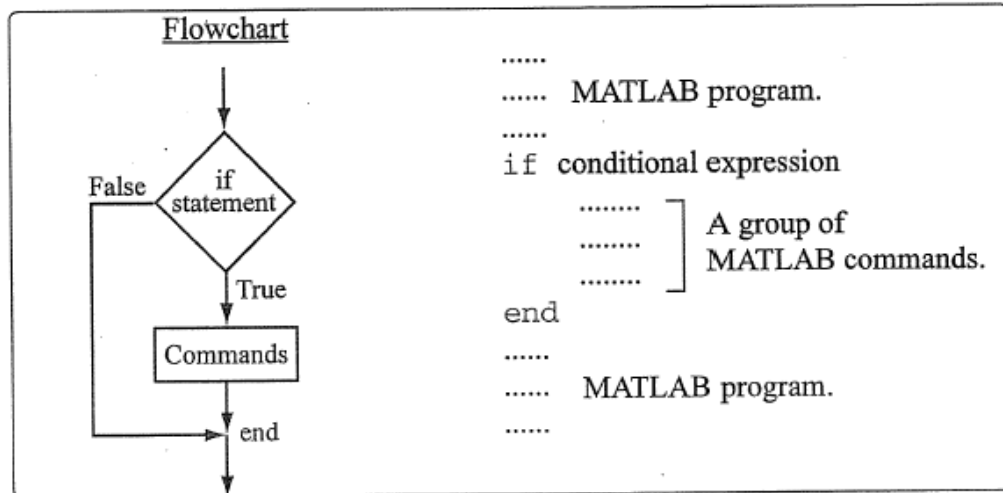 Flowchart
False
if
statement
True
Commands
end
......
...... MATLAB program.
......
if conditional expression
........
........ A group of
........ MATLAB commands.
end
......
...... MATLAB program.
......